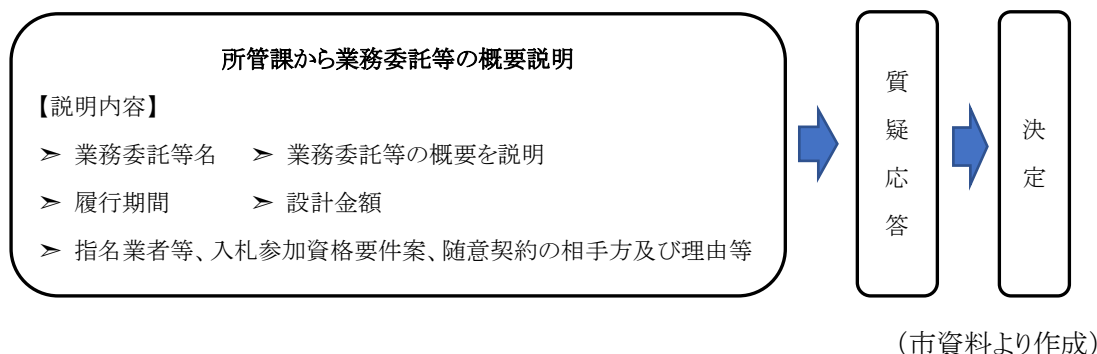 所管課から業務委託等の概要説明
【説明内容】
➢ 業務委託等名 ➢ 業務委託等の概要を説明
➢ 履行期間 ➢ 設計金額
➢ 指名業者等、入札参加資格要件案、随意契約の相手方及び理由等
質疑応答
決定
（市資料より作成）